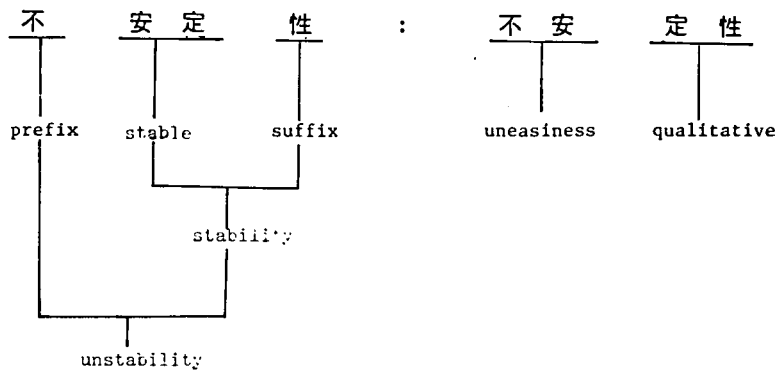 不 安定 性 : 不安 定性
prefix stable suffix uneasiness qualitative
stability
unstability